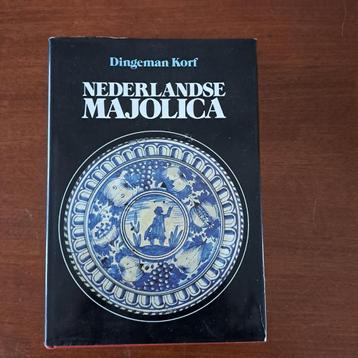 Dingeman Korf
NEDERLANDSE
MAJOLICA